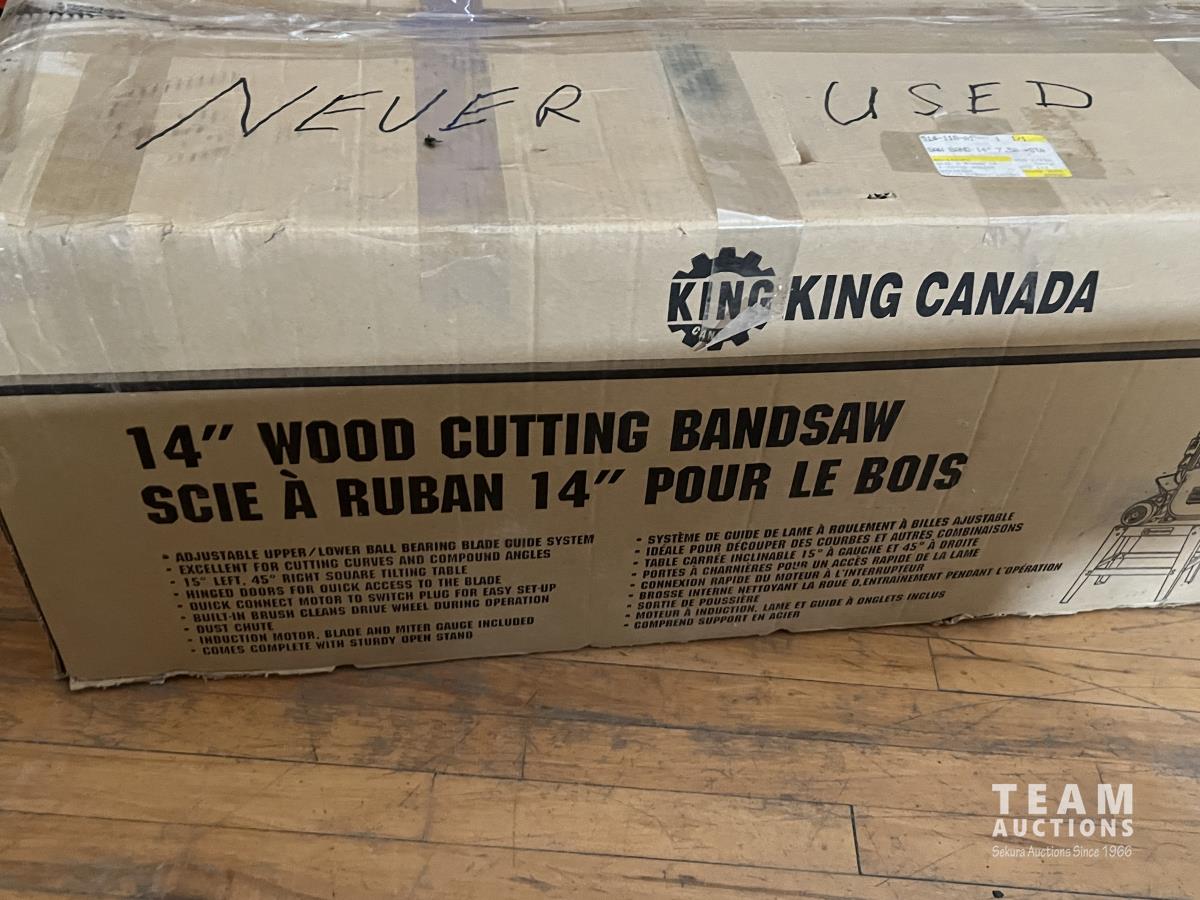 NEVER USED
KING CANADA
KING CANADA
14" WOOD CUTTING BANDSAW
SCIE À RUBAN 14" POUR LE BOIS
• ADJUSTABLE UPPER/LOWER BALL BEARING BLADE GUIDE SYSTEM
• EXCELLENT FOR CUTTING CURVES AND COMPOUND ANGLES
• 15° LEFT, 45° RIGHT SQUARE TILTING TABLE
• HINGED DOORS FOR QUICK ACCESS TO THE BLADE
• QUICK CONNECT MOTOR TO SWITCH PLUG FOR EASY SET-UP
• BUILT-IN BRUSH CLEANS DRIVE WHEEL DURING OPERATION
• DUST CHUTE
• INDUCTION MOTOR, BLADE AND MITER GAUGE INCLUDED
• COMES COMPLETE WITH STURDY OPEN STAND
• SYSTÈME DE GUIDE DE LAME À ROULEMENT À BILLES AJUSTABLE
• IDÉALE POUR DÉCOUPER DES COURBES ET AUTRES COMBINAISONS
• TABLE CARRÉE INCLINABLE 15° À GAUCHE ET 45° À DROITE
• PORTES À CHARNIÈRES POUR UN ACCÈS RAPIDE DE LA LAME
• CONNEXION RAPIDE DU MOTEUR À L'INTERRUPTEUR
• BROSSE INTERNE NETTOYANT LA ROUE D,ENTRAINEMENT PENDANT L'OPÉRATION
• SORTIE DE POUSSIÈRE
• MOTEUR À INDUCTION, LAME ET GUIDE À ONGLETS INCLUS
• COMPREND SUPPORT EN ACIER
TEAM
AUCTIONS
Sekura Auctions Since 1966